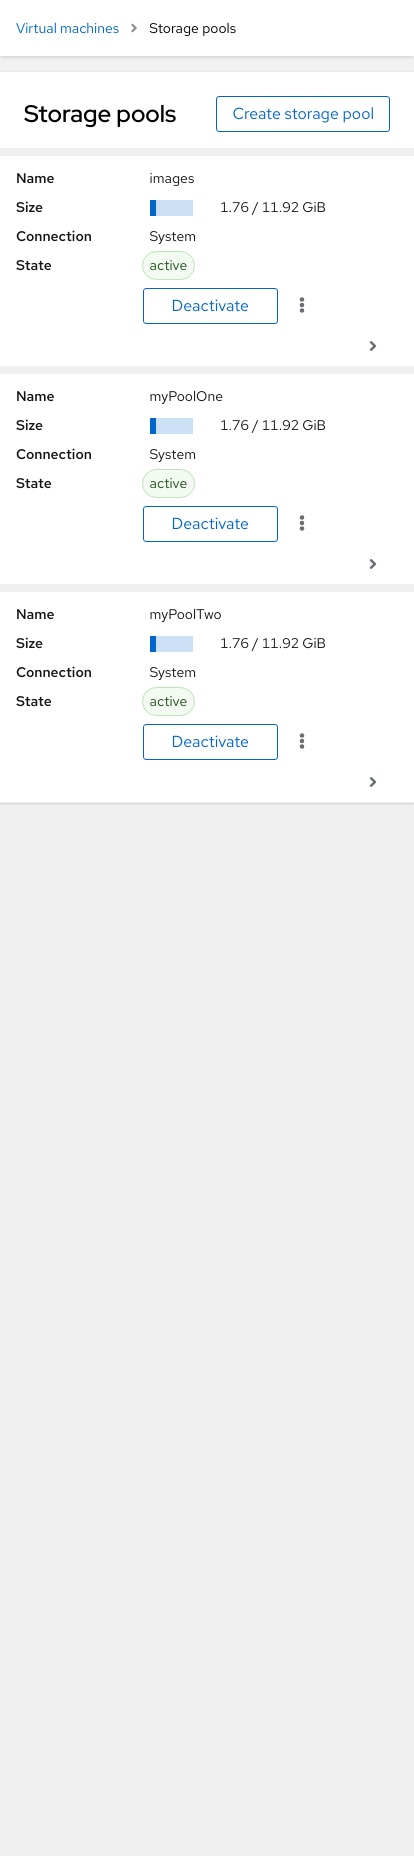 Virtual machines > Storage pools
Storage pools Create storage pool
Name images
Size 1.76 / 11.92 GiB
Connection System
State active
Deactivate
Name myPoolOne
Size 1.76 / 11.92 GiB
Connection System
State active
Deactivate
Name myPoolTwo
Size 1.76 / 11.92 GiB
Connection System
State active
Deactivate